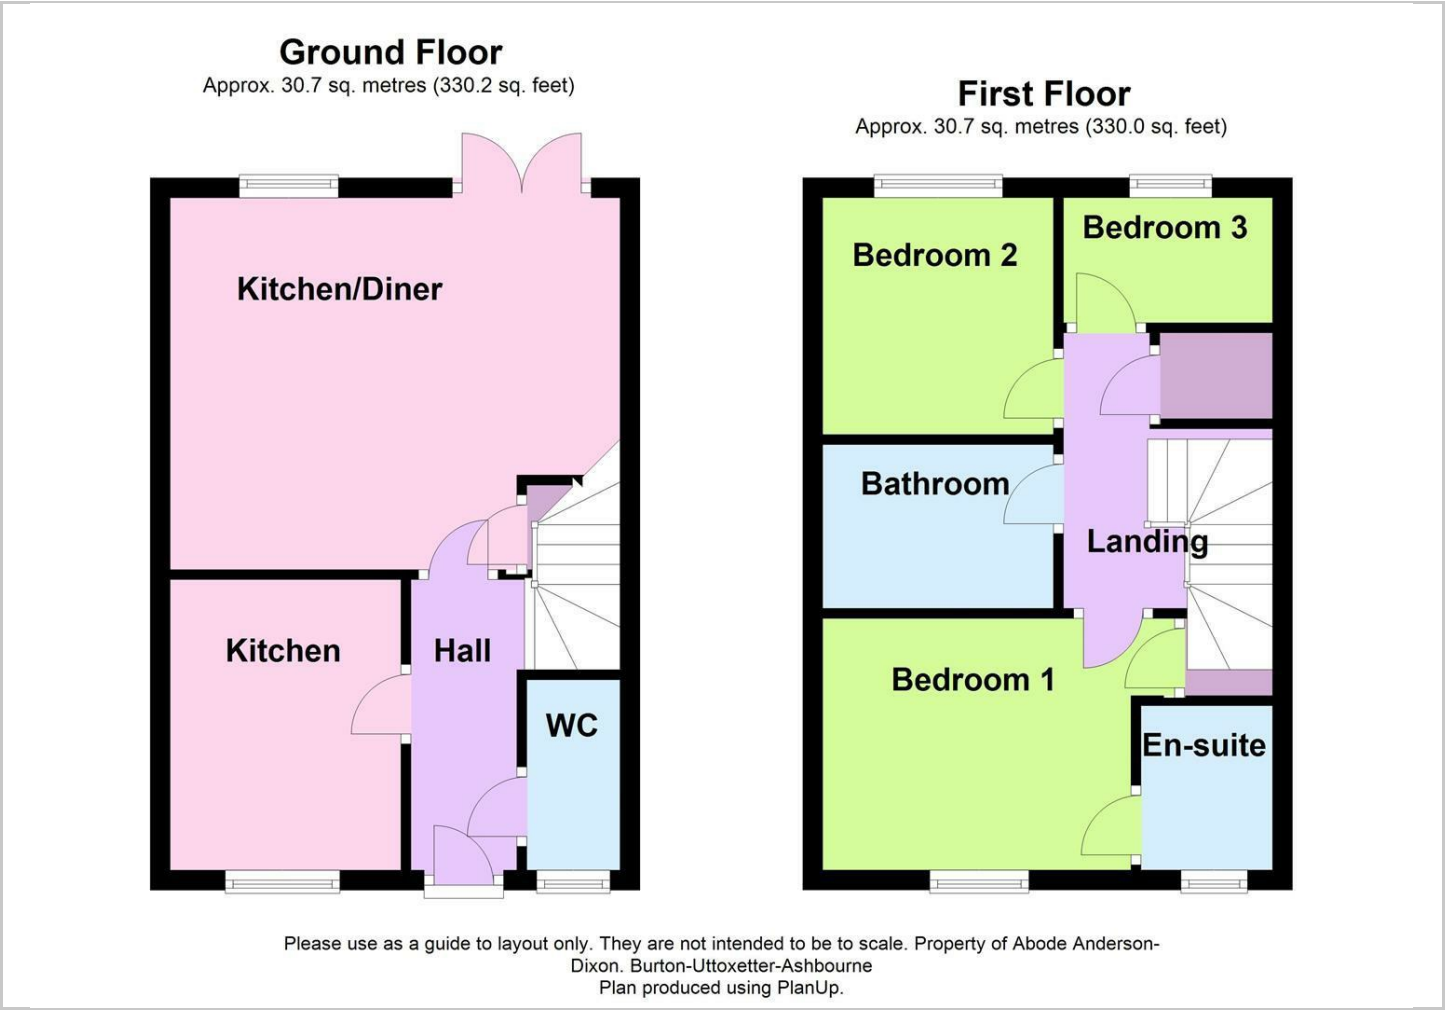 Ground Floor
Approx. 30.7 sq. metres (330.2 sq. feet)
Kitchen/Diner
Kitchen
Hall
WC
First Floor
Approx. 30.7 sq. metres (330.0 sq. feet)
Bedroom 2
Bedroom 3
Bathroom
Landing
Bedroom 1
En-suite
Please use as a guide to layout only. They are not intended to be to scale. Property of Abode Anderson-
Dixon. Burton-Uttoxetter-Ashbourne
Plan produced using PlanUp.